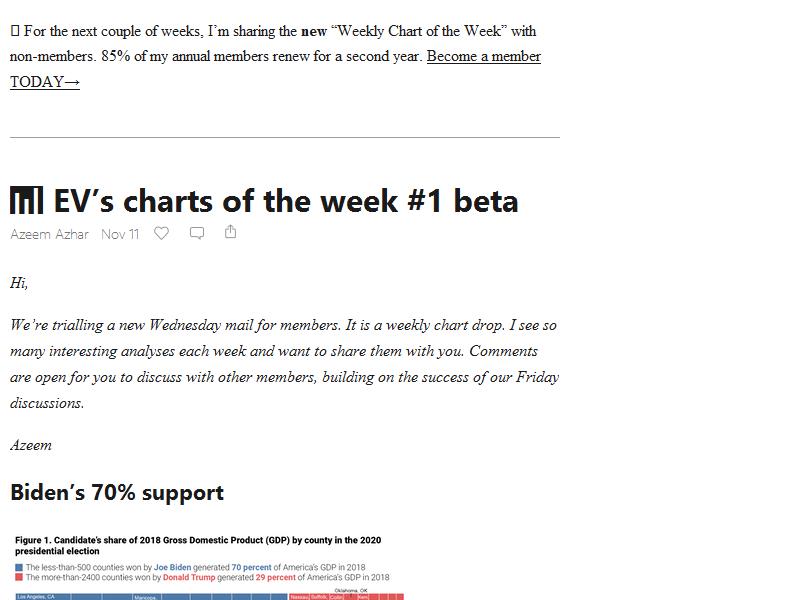 For the next couple of weeks, I’m sharing the new “Weekly Chart of the Week” with
non-members. 85% of my annual members renew for a second year. Become a member
TODAY→
EV’s charts of the week #1 beta
Azeem Azhar Nov 11
Hi,
We’re trialling a new Wednesday mail for members. It is a weekly chart drop. I see so
many interesting analyses each week and want to share them with you. Comments
are open for you to discuss with other members, building on the success of our Friday
discussions.
Azeem
Biden’s 70% support
Figure 1. Candidate’s share of 2018 Gross Domestic Product (GDP) by county in the 2020
presidential election
The less-than-500 counties won by Joe Biden generated 70 percent of America’s GDP in 2018
The more-than-2400 counties won by Donald Trump generated 29 percent of America’s GDP in 2018
Oklahoma, OK
Los Angeles, CA Maricopa, Nassau, Suffolk, Collin, Kern,